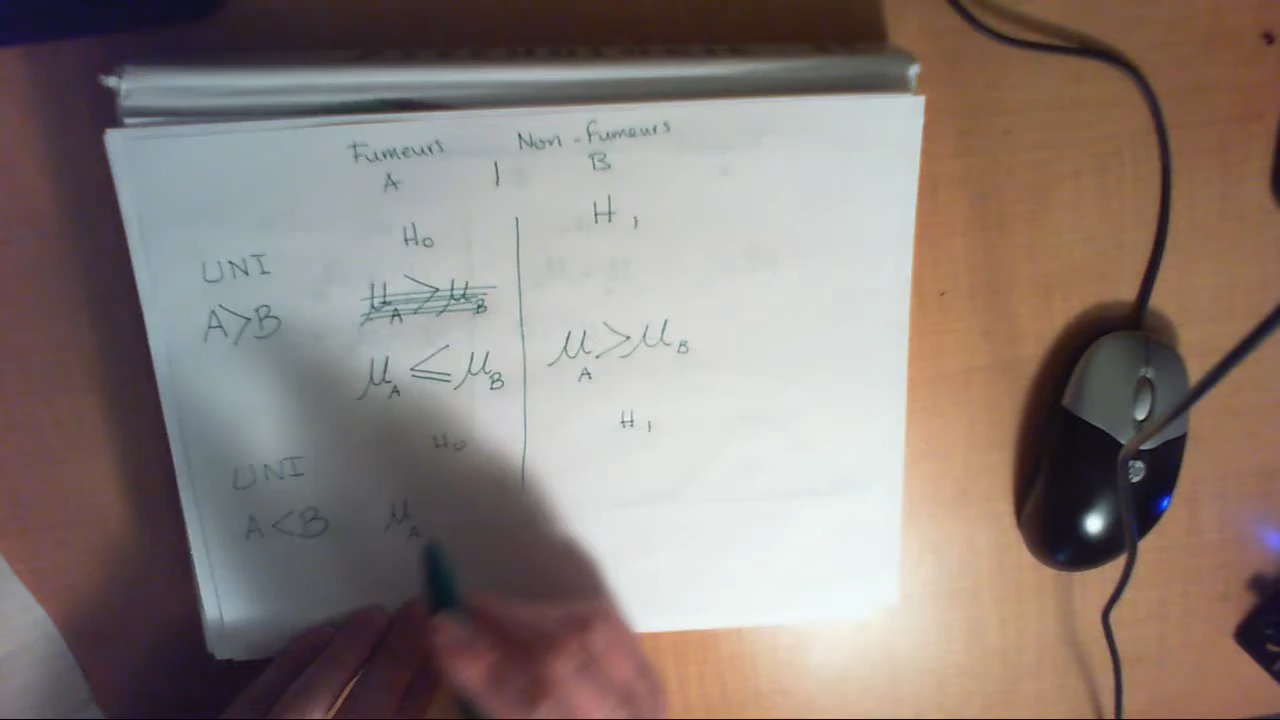 Fumeurs Non-Fumeurs
A | B
H₀ H₁
UNI μA > μB
A>B
μA ≤ μB μA > μB
H₀ H₁
UNI
A<B μA